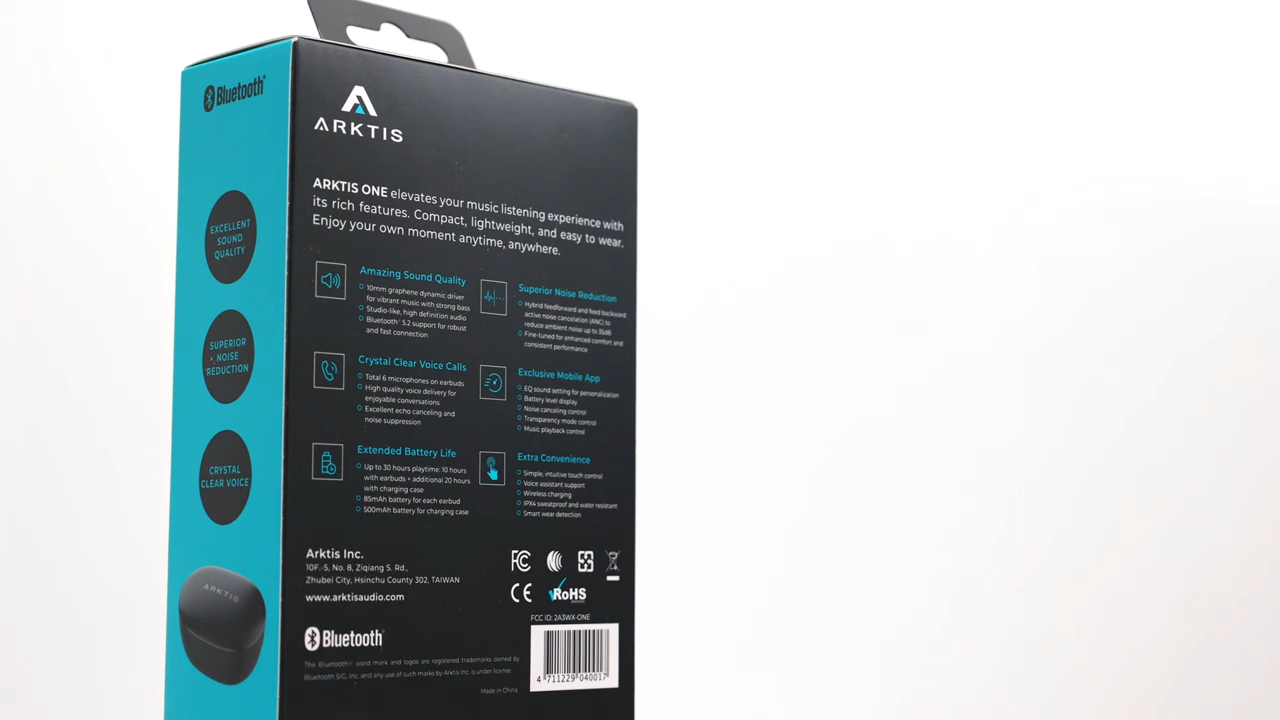 Bluetooth®
EXCELLENT
SOUND
QUALITY
SUPERIOR
NOISE
REDUCTION
CRYSTAL
CLEAR VOICE
ARKTIS
ARKTIS
ARKTIS ONE elevates your music listening experience with
its rich features. Compact, lightweight, and easy to wear.
Enjoy your own moment anytime, anywhere.
Amazing Sound Quality
10mm graphene dynamic driver
for vibrant music with strong bass
Studio-like, high definition audio
Bluetooth® 5.2 support for robust
and fast connection
Superior Noise Reduction
Hybrid feedforward and feed backward
active noise cancelation (ANC) to
reduce ambient noise up to 35dB
Fine-tuned for enhanced comfort and
consistent performance
Crystal Clear Voice Calls
Total 6 microphones on earbuds
High quality voice delivery for
enjoyable conversations
Excellent echo canceling and
noise suppression
Exclusive Mobile App
EQ sound setting for personalization
Battery level display
Noise canceling control
Transparency mode control
Music playback control
Extended Battery Life
Up to 30 hours playtime: 10 hours
with earbuds + additional 20 hours
with charging case
85mAh battery for each earbud
500mAh battery for charging case
Extra Convenience
Simple, intuitive touch control
Voice assistant support
Wireless charging
IPX4 sweatproof and water resistant
Smart wear detection
Arktis Inc.
10F.-5, No. 8, Ziqiang S. Rd.,
Zhubei City, Hsinchu County 302, TAIWAN
www.arktisaudio.com
FC
CE RoHS
FCC ID: 2A3WX-ONE
4 711229 040017
Bluetooth®
The Bluetooth® word mark and logos are registered trademarks owned by
Bluetooth SIG, Inc. and any use of such marks by Arktis Inc. is under license.
Made in China